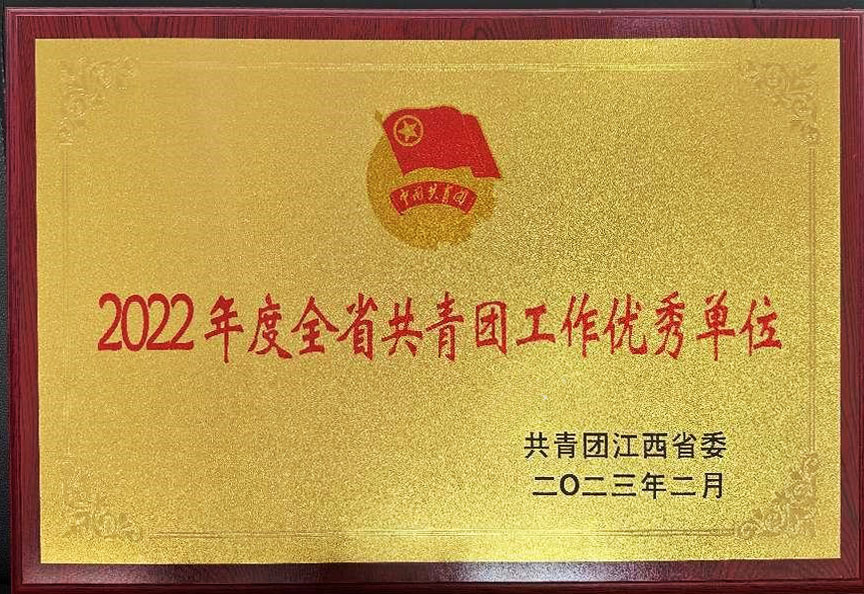 中国共青团
2022年度全省共青团工作优秀单位
共青团江西省委
二〇二三年二月